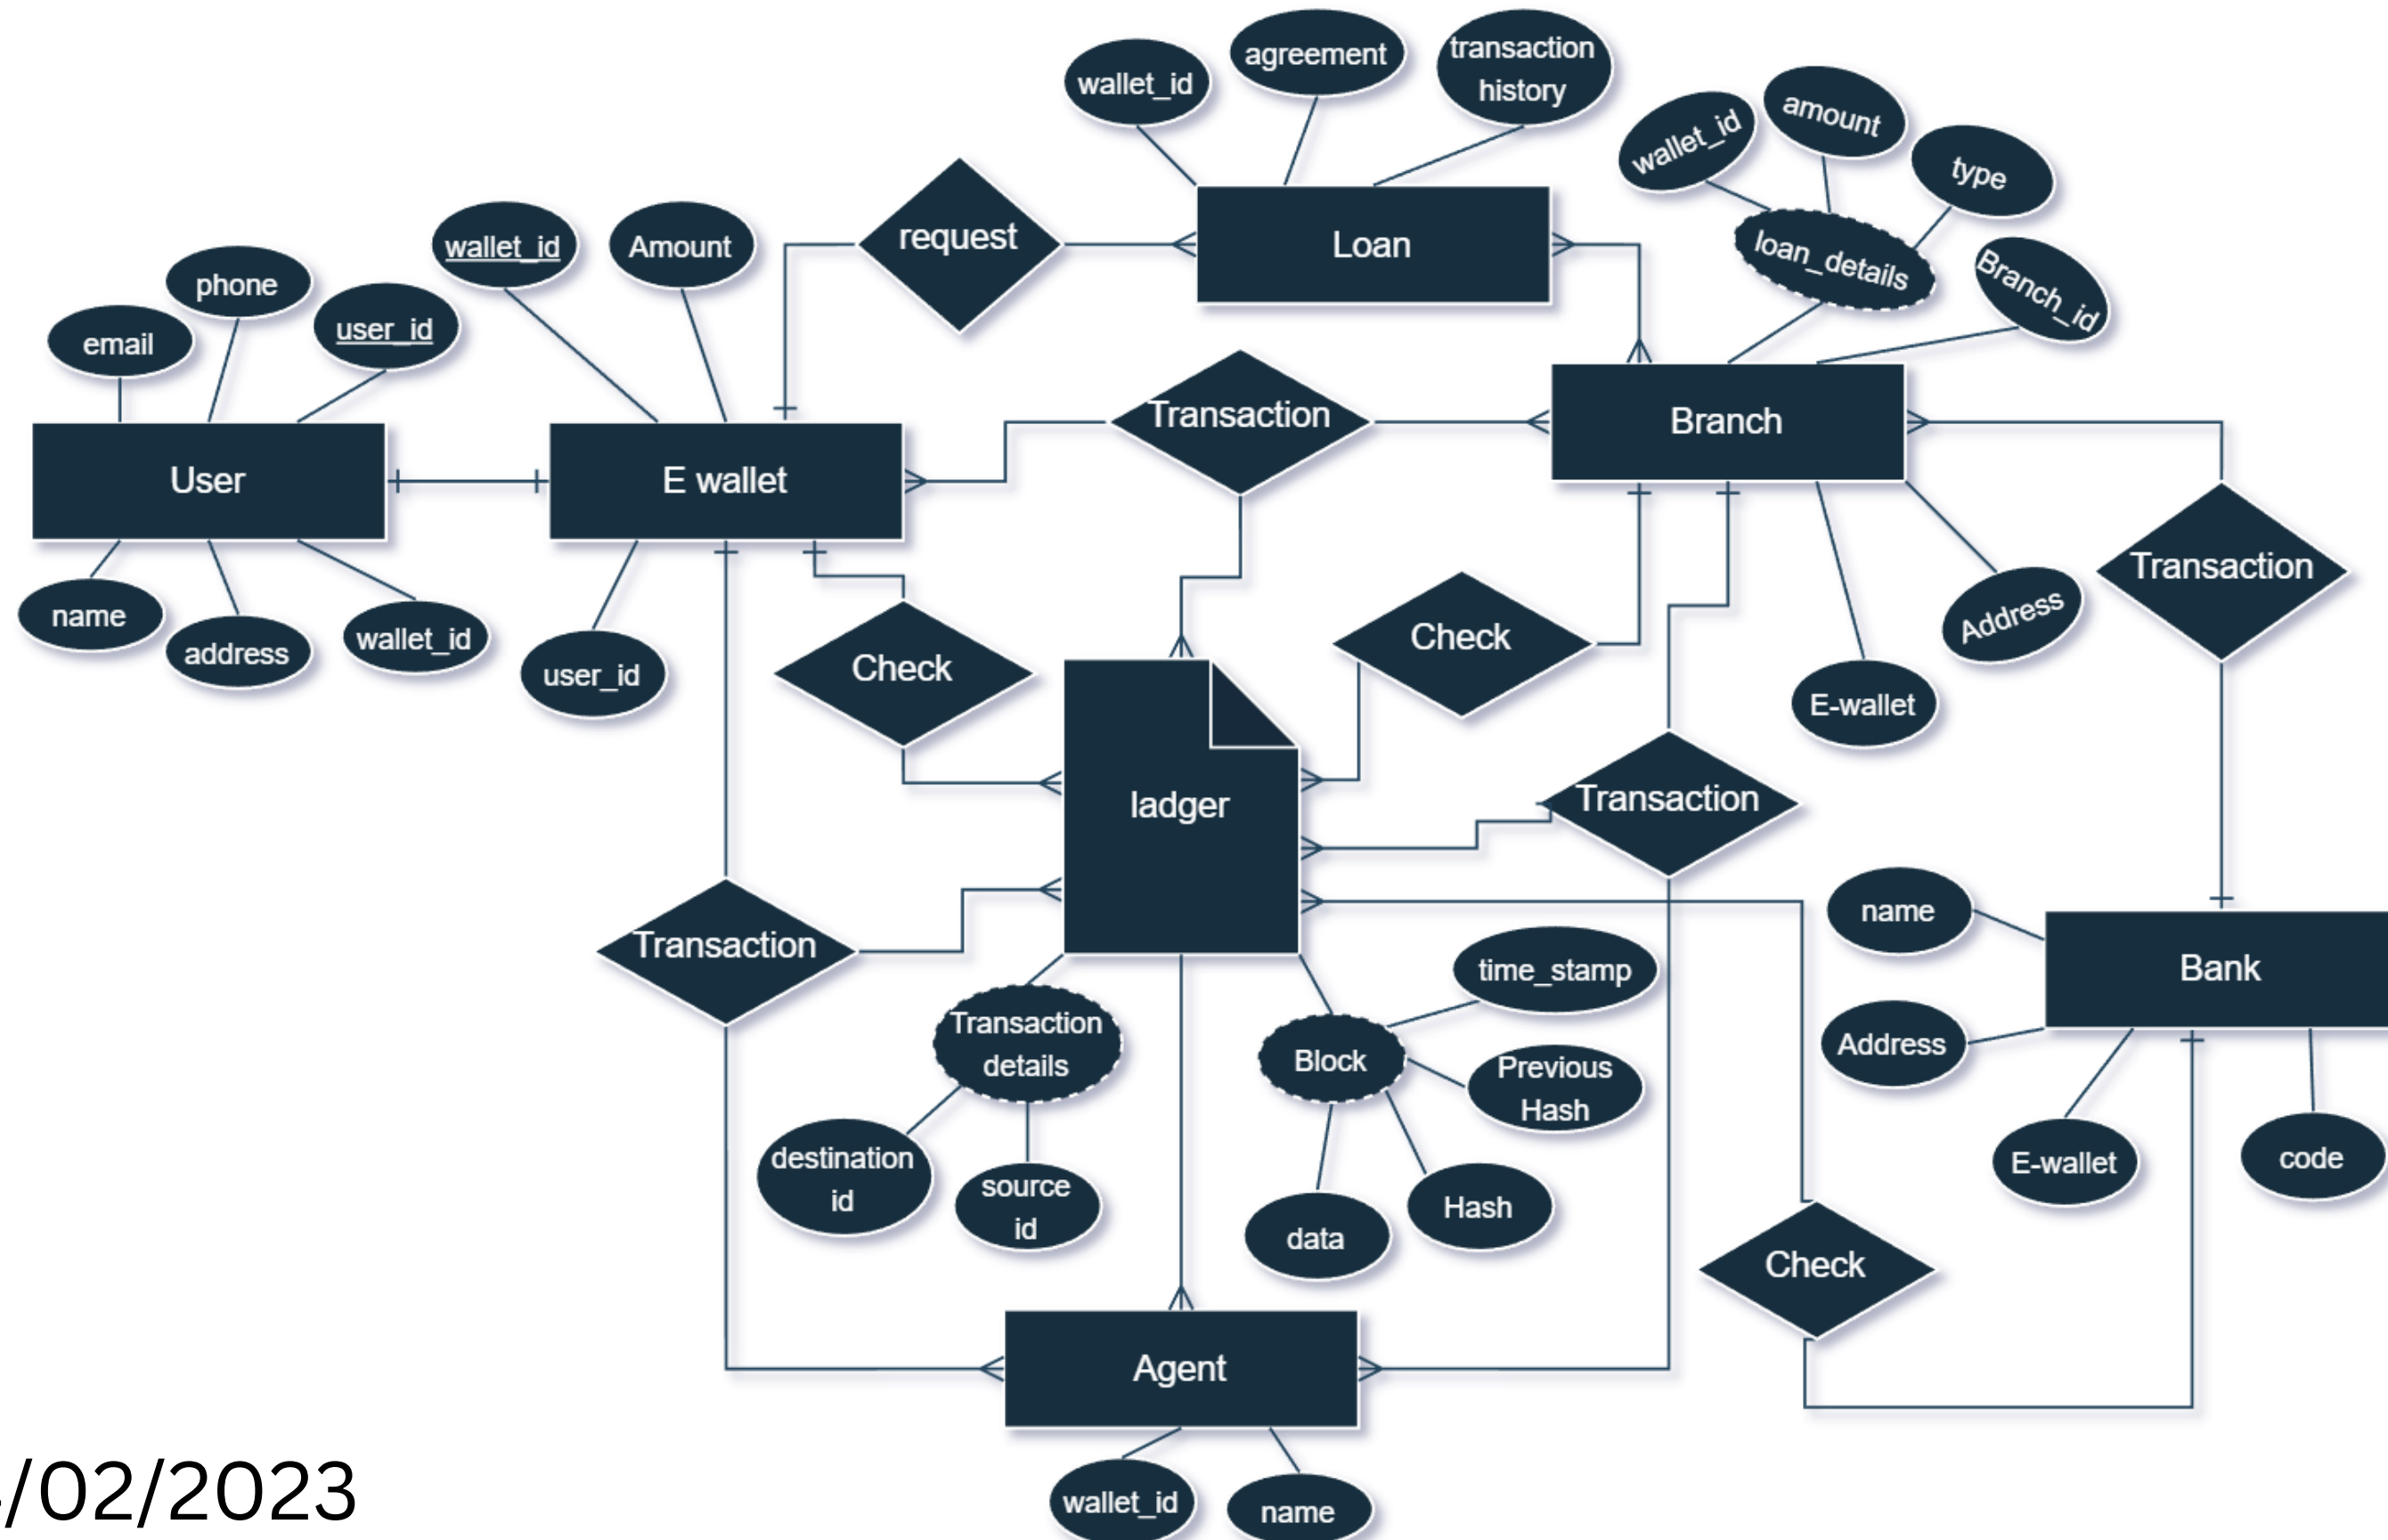 transaction
history
agreement
wallet_id
amount
wallet_id
type
request
Loan
loan_details
Branch_id
wallet_id
Amount
phone
user_id
email
Transaction
Branch
User
E wallet
Transaction
name
address
wallet_id
user_id
Check
Check
Address
E-wallet
ladger
Transaction
Transaction
name
Bank
time_stamp
Transaction
details
Block
Previous
Hash
Address
destination
id
source
id
data
Hash
E-wallet
code
Check
Agent
wallet_id
name
/02/2023